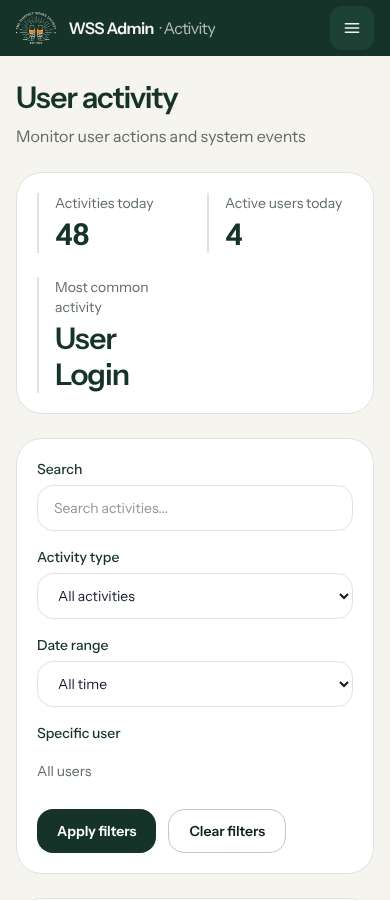 WSS Admin · Activity
User activity
Monitor user actions and system events
Activities today
48
Active users today
4
Most common
activity
User
Login
Search
Search activities...
Activity type
All activities
Date range
All time
Specific user
All users
Apply filters
Clear filters